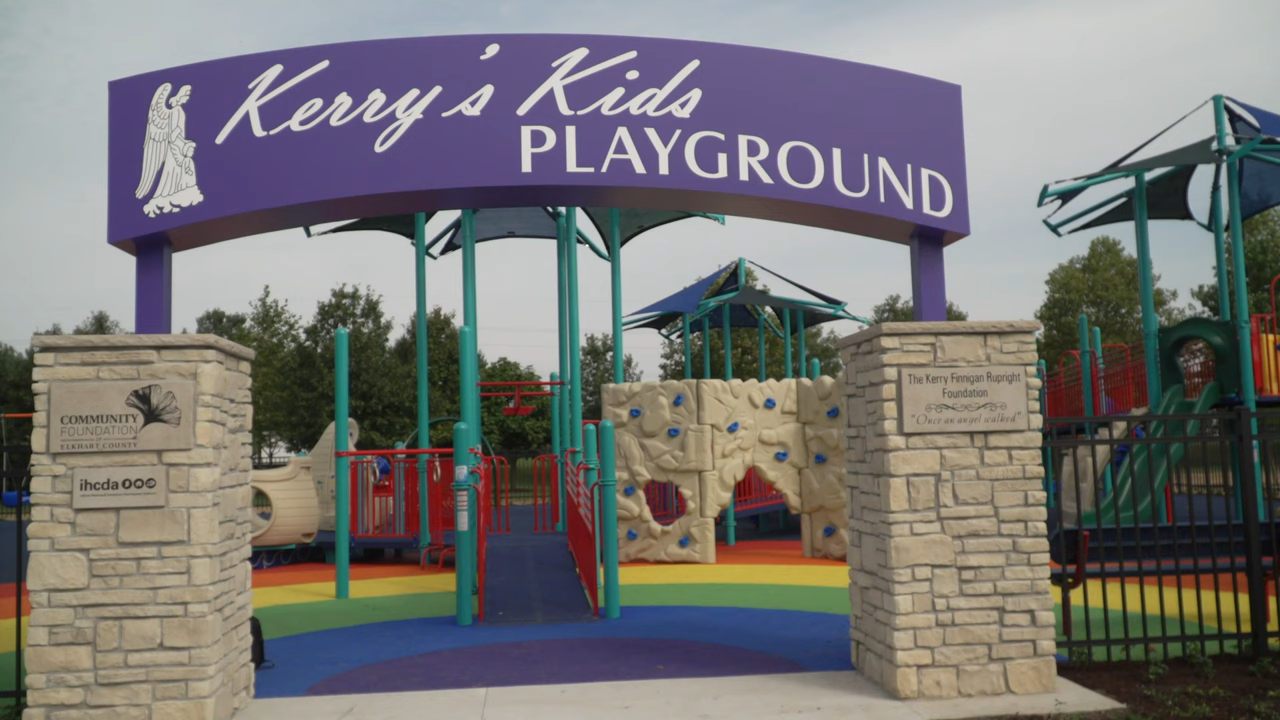 Kerry's Kids
PLAYGROUND
COMMUNITY
FOUNDATION
ELKHART COUNTY
ihcda
The Kerry Finnigan Rupright
Foundation
"Once an angel walked"